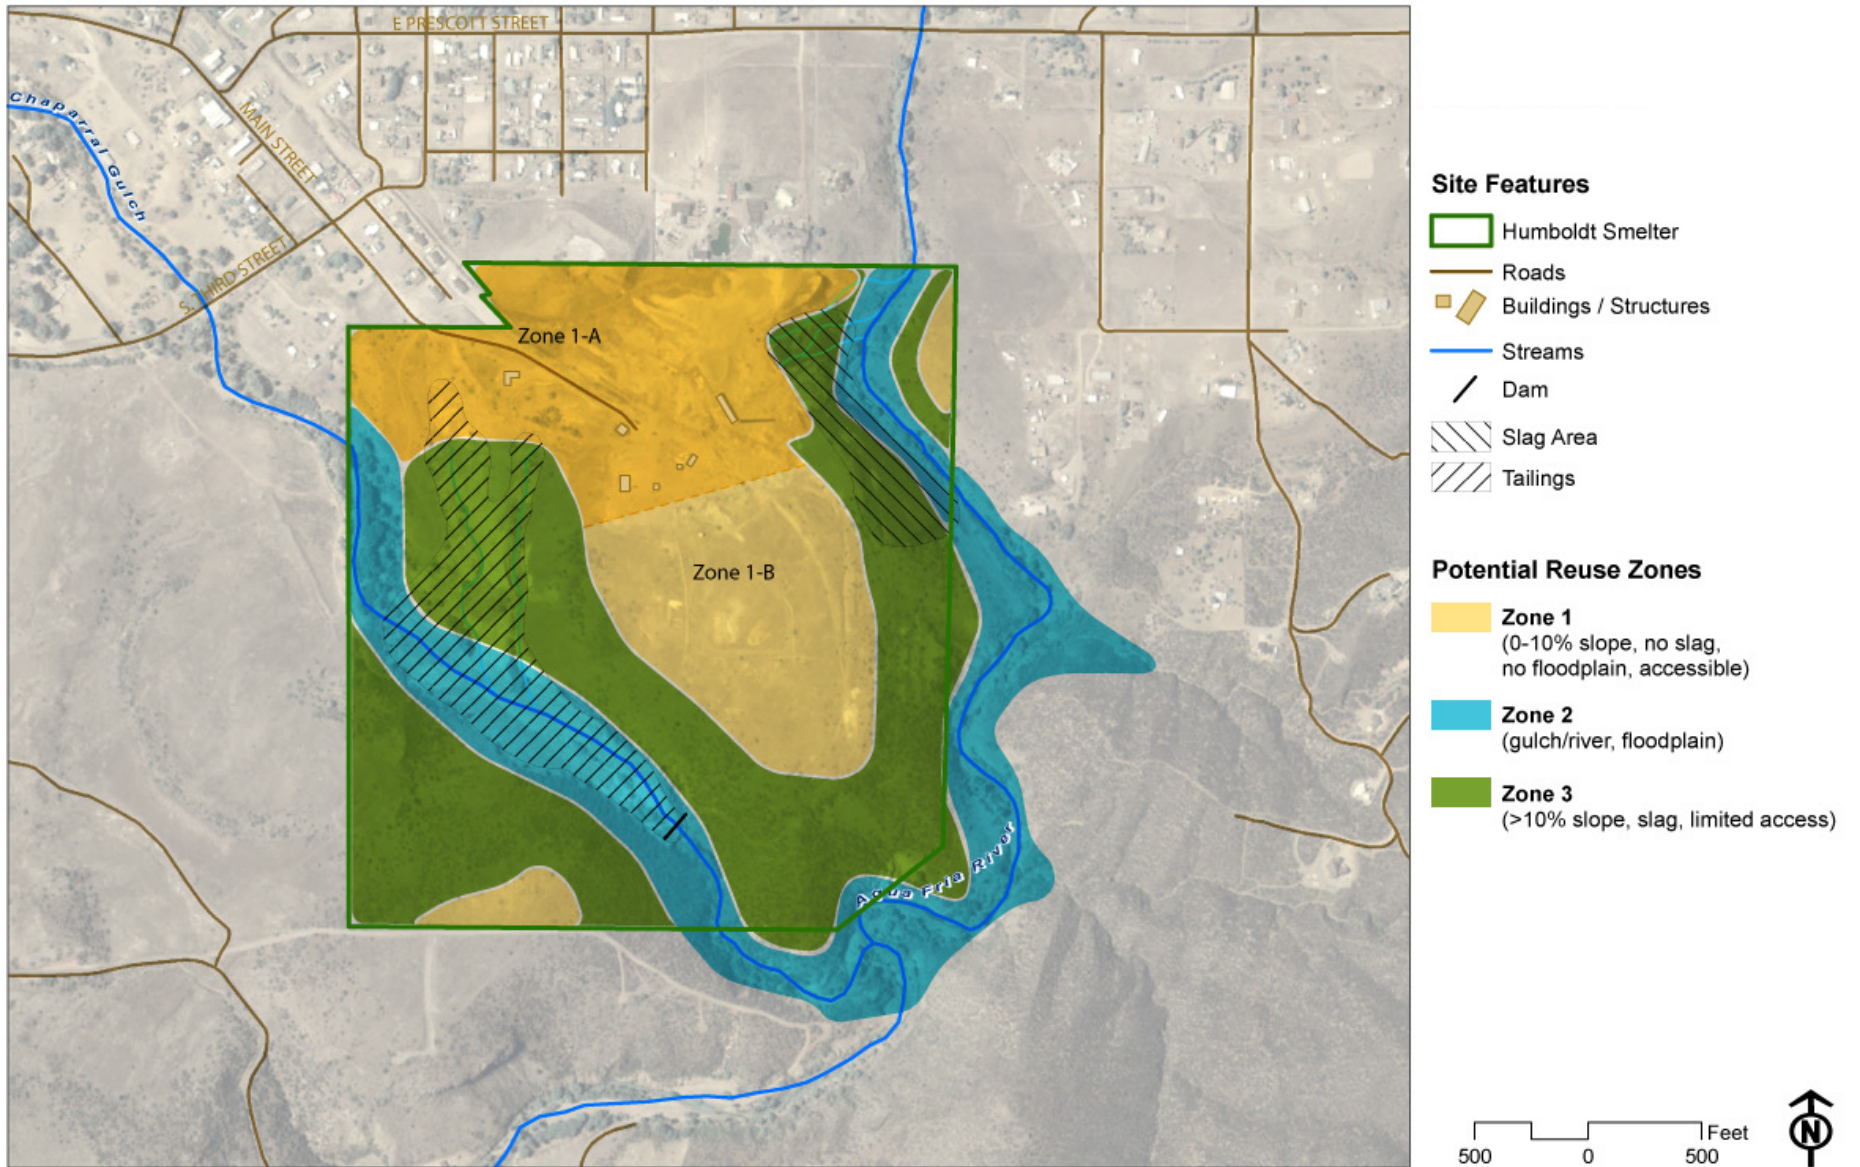 E PRESCOTT STREET
Chaparral Gulch
MAIN STREET
S. THIRD STREET
Zone 1-A
Zone 1-B
Agua Fria River
Site Features
Humboldt Smelter
Roads
Buildings / Structures
Streams
Dam
Slag Area
Tailings
Potential Reuse Zones
Zone 1
(0-10% slope, no slag,
no floodplain, accessible)
Zone 2
(gulch/river, floodplain)
Zone 3
(>10% slope, slag, limited access)
Feet
500 0 500
N